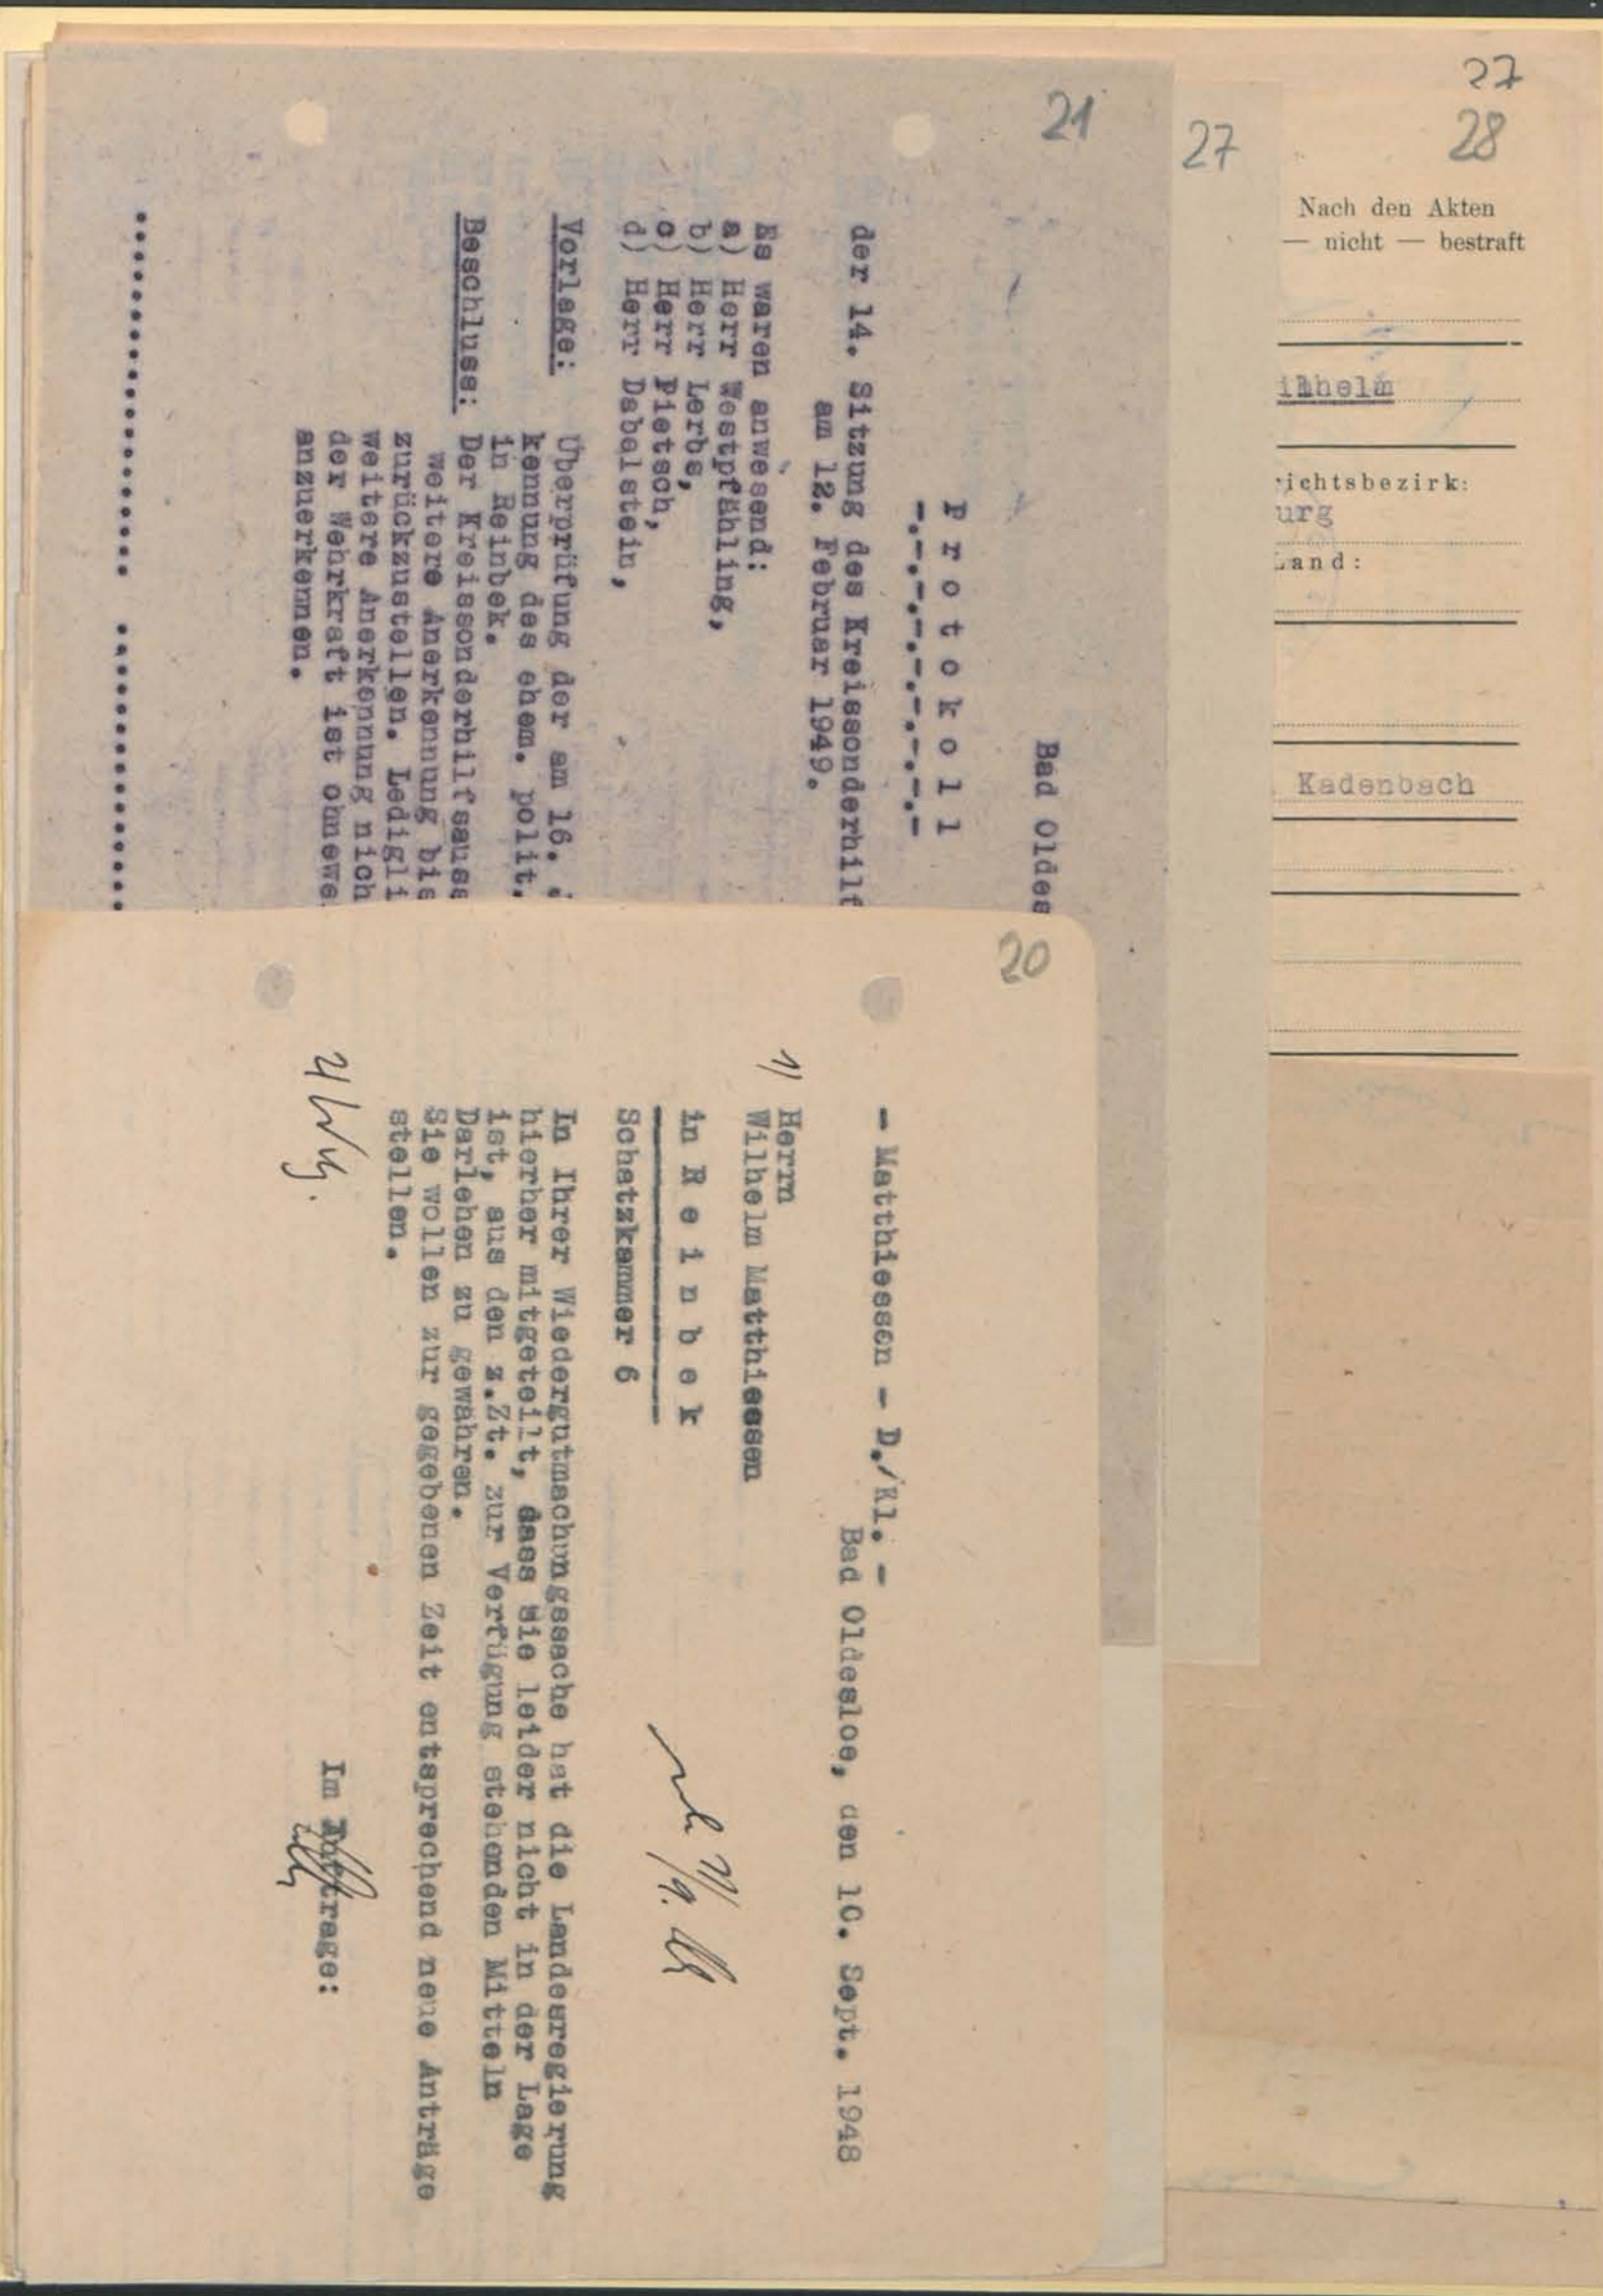 27
28
Nach den Akten
— nicht — bestraft
ilhelm
richtsbezirk:
urg
Land:
Kadenbach
27
21
Bad Oldes
P r o t o k o l l
-.-.-.-.-.-.-.-.-.-
der 14. Sitzung des Kreissonderhilf
am 12. Februar 1949.
Es waren anwesend:
a) Herr Westpfähling,
b) Herr Lerbs,
c) Herr Pietsch,
d) Herr Dabelstein,
Vorlage: Überprüfung der am 16.
kennung des ehem. polit.
in Reinbek.
Beschluss: Der Kreissonderhilfsauss
weitere Anerkennung bis
zurückzustellen. Ledigli
weitere Anerkennung nich
der Wehrkraft ist ohnewe
anzuerkennen.
20
- Matthiessen - D./Kl. -
Bad Oldesloe, den 10. Sept. 1948
1/ Herrn
Wilhelm Matthiessen
in R e i n b e k
Schatzkammer 6
In Ihrer Wiedergutmachungssache hat die Landesregierung
hierher mitgeteilt, dass sie leider nicht in der Lage
ist, aus den z.Zt. zur Verfügung stehenden Mitteln
Darlehen zu gewähren.
Sie wollen zur gegebenen Zeit entsprechend neue Anträge
stellen.
Im Auftrage: